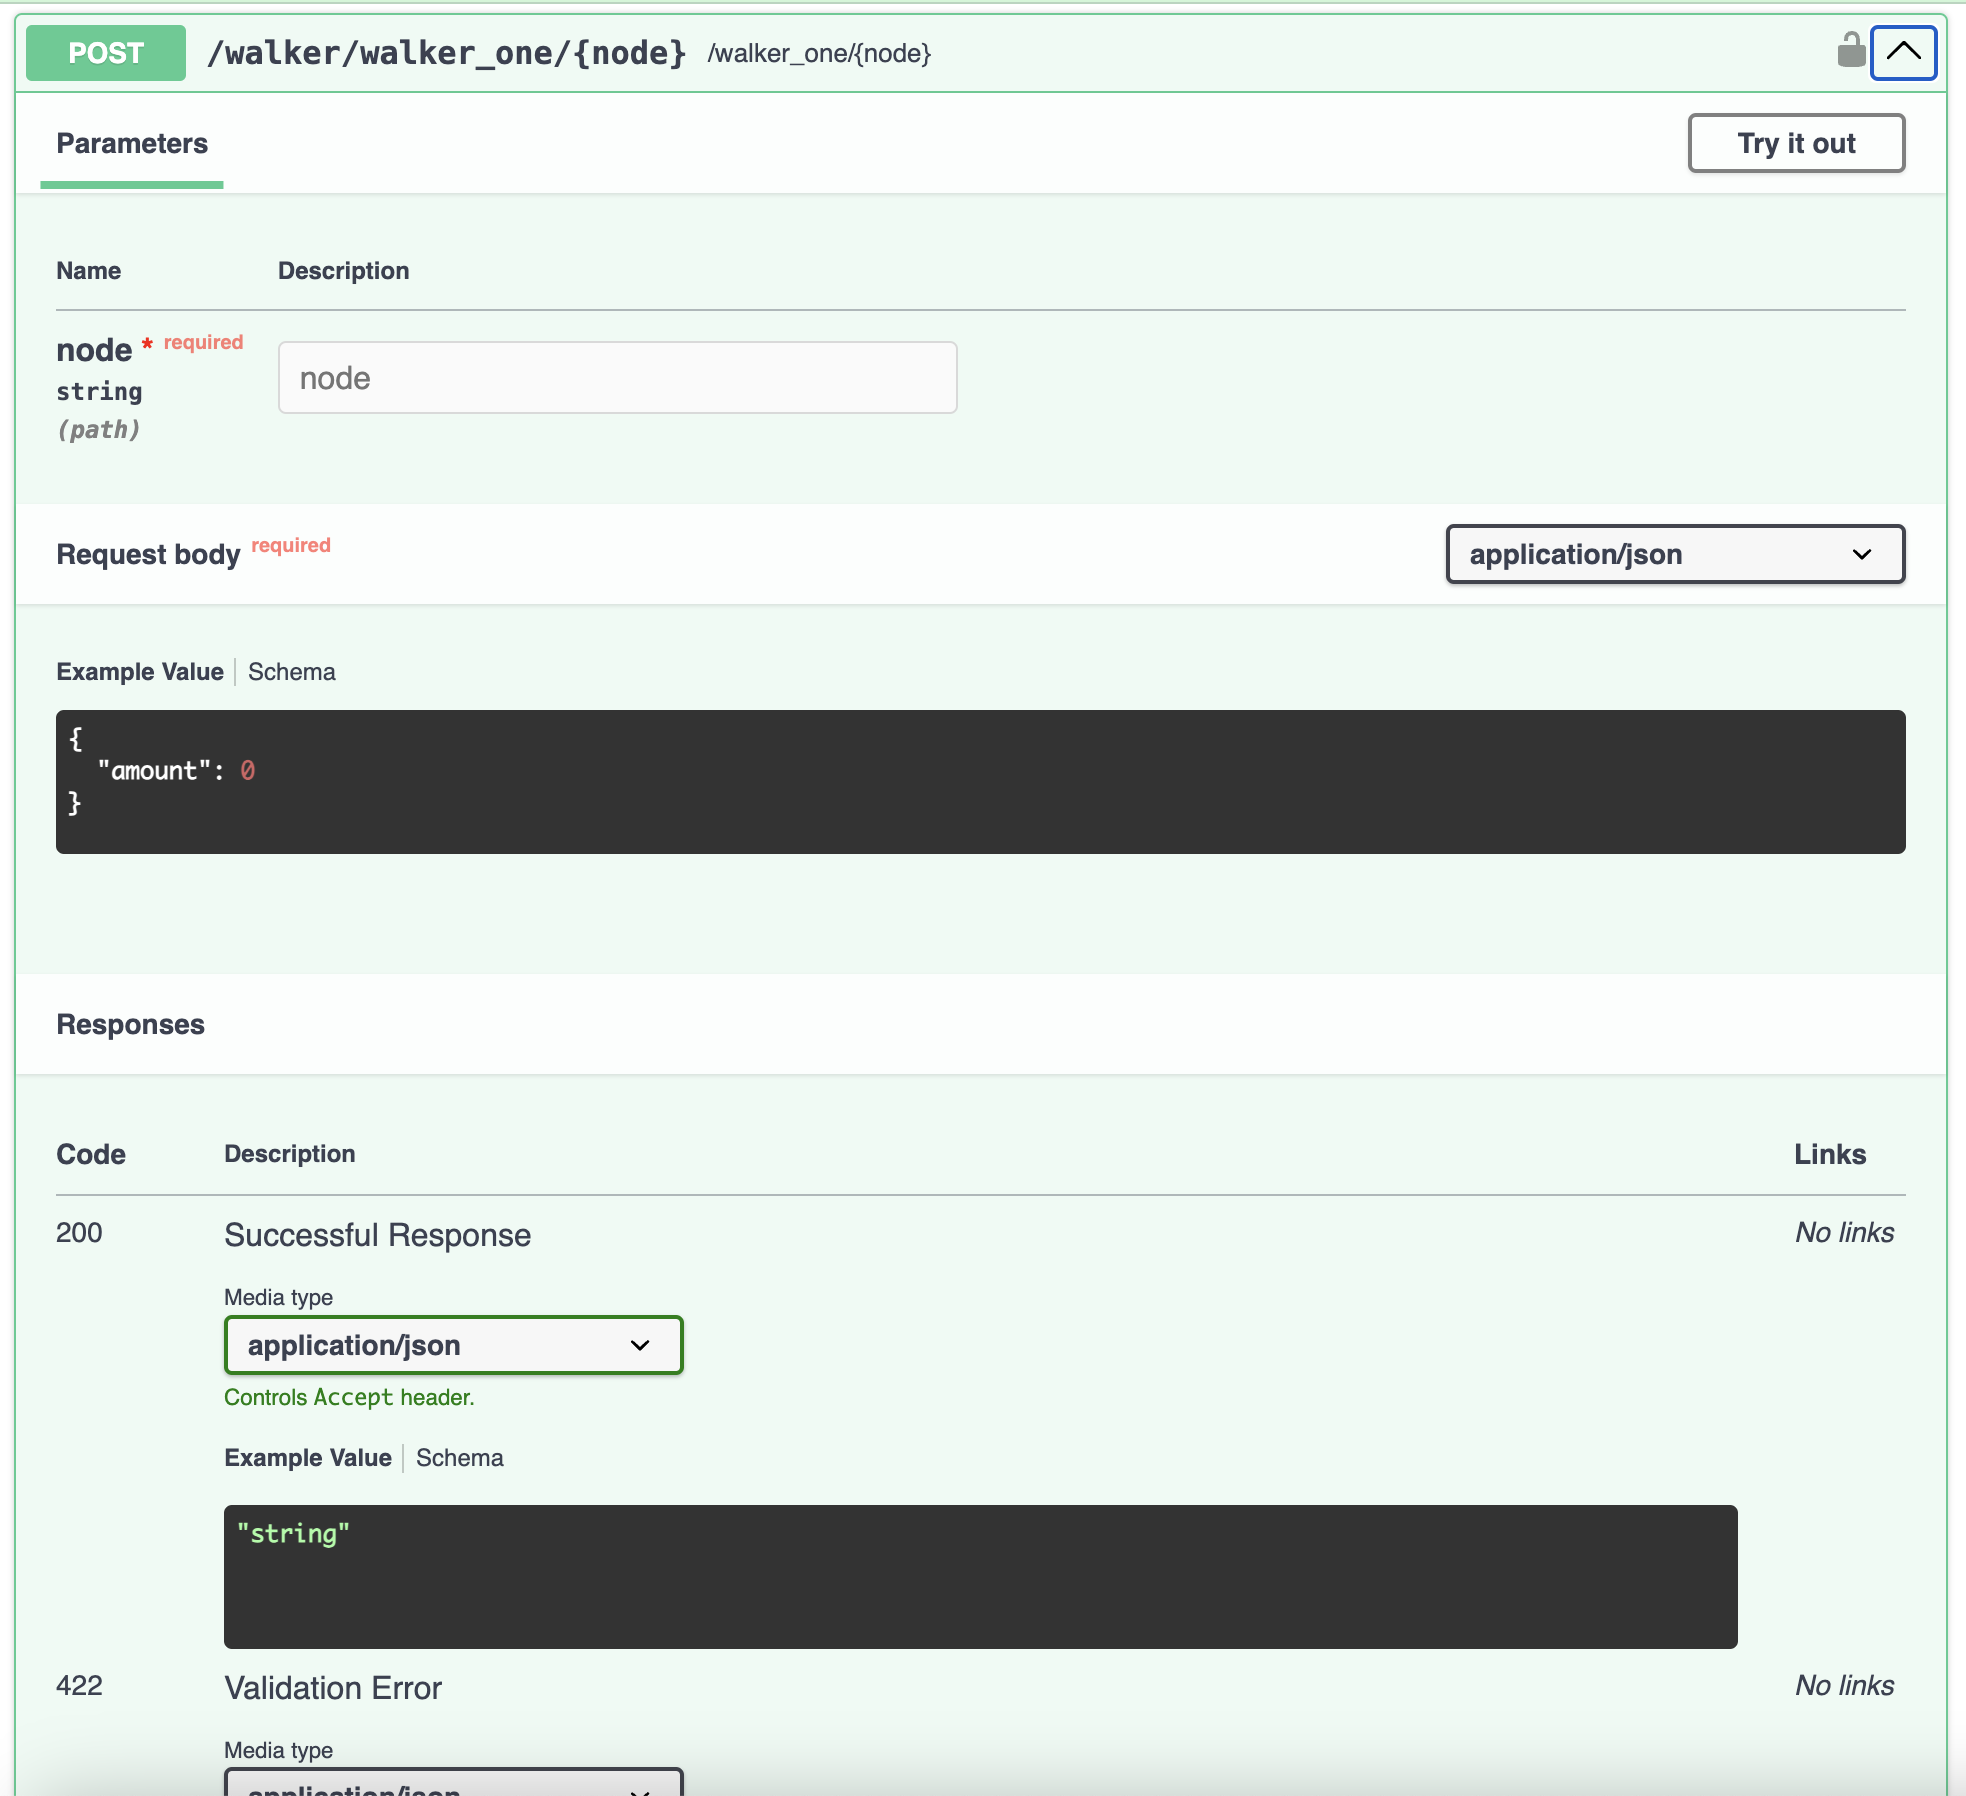 POST /walker/walker_one/{node} /walker_one/{node}
Parameters
Try it out
Name Description
node * required
string
(path)
node
Request body required
application/json
Example Value Schema
{
"amount": 0
}
Responses
Code Description Links
200 Successful Response No links
Media type
application/json
Controls Accept header.
Example Value Schema
"string"
422 Validation Error No links
Media type
application/json